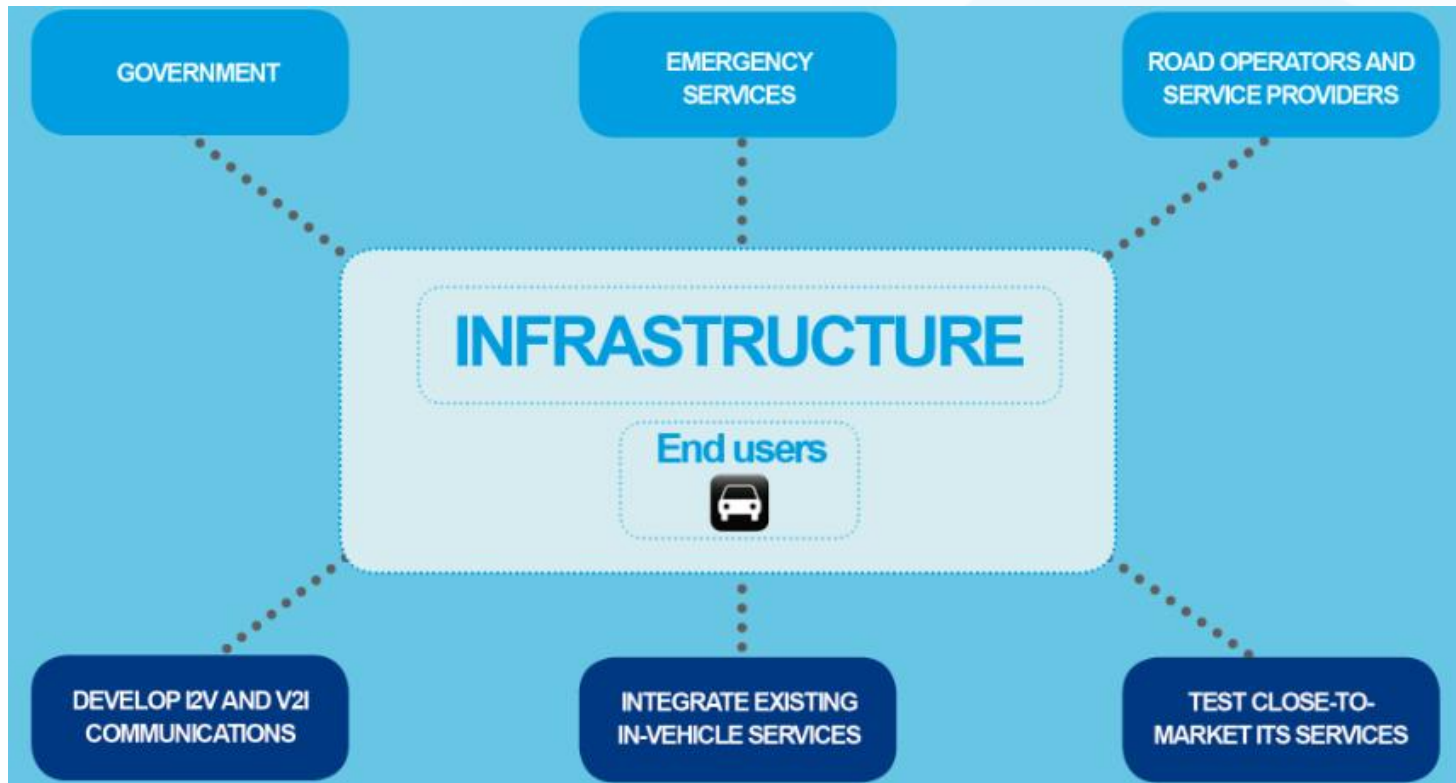 GOVERNMENT
EMERGENCY
SERVICES
ROAD OPERATORS AND
SERVICE PROVIDERS
INFRASTRUCTURE
End users
DEVELOP I2V AND V2I
COMMUNICATIONS
INTEGRATE EXISTING
IN-VEHICLE SERVICES
TEST CLOSE-TO-
MARKET ITS SERVICES